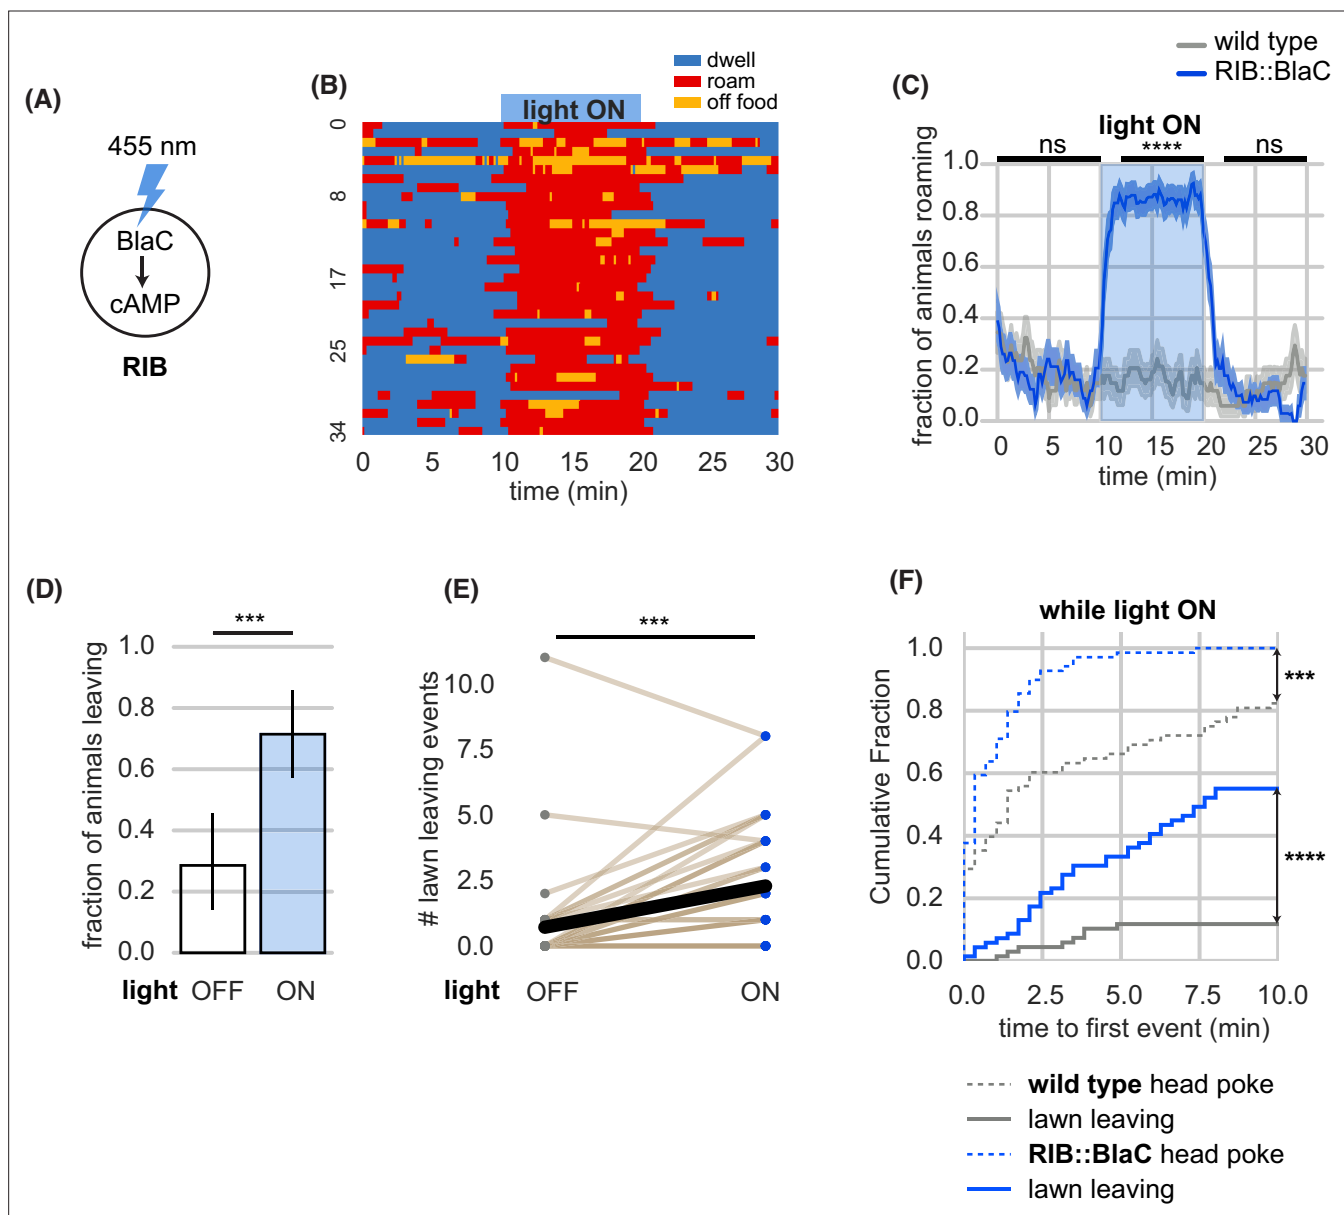 (A)
455 nm
BlaC
cAMP
RIB
(B)
dwell
roam
off food
light ON
0
8
17
25
34
0 5 10 15 20 25 30
time (min)
wild type
RIB::BlaC
(C)
light ON
ns **** ns
fraction of animals roaming
1.0
0.8
0.6
0.4
0.2
0.0
0 5 10 15 20 25 30
time (min)
(D)
***
fraction of animals leaving
1.0
0.8
0.6
0.4
0.2
0.0
light OFF ON
(E)
***
# lawn leaving events
10.0
7.5
5.0
2.5
0.0
light OFF ON
(F)
while light ON
Cumulative Fraction
1.0
0.8
0.6
0.4
0.2
0.0
***
****
0.0 2.5 5.0 7.5 10.0
time to first event (min)
wild type head poke
lawn leaving
RIB::BlaC head poke
lawn leaving